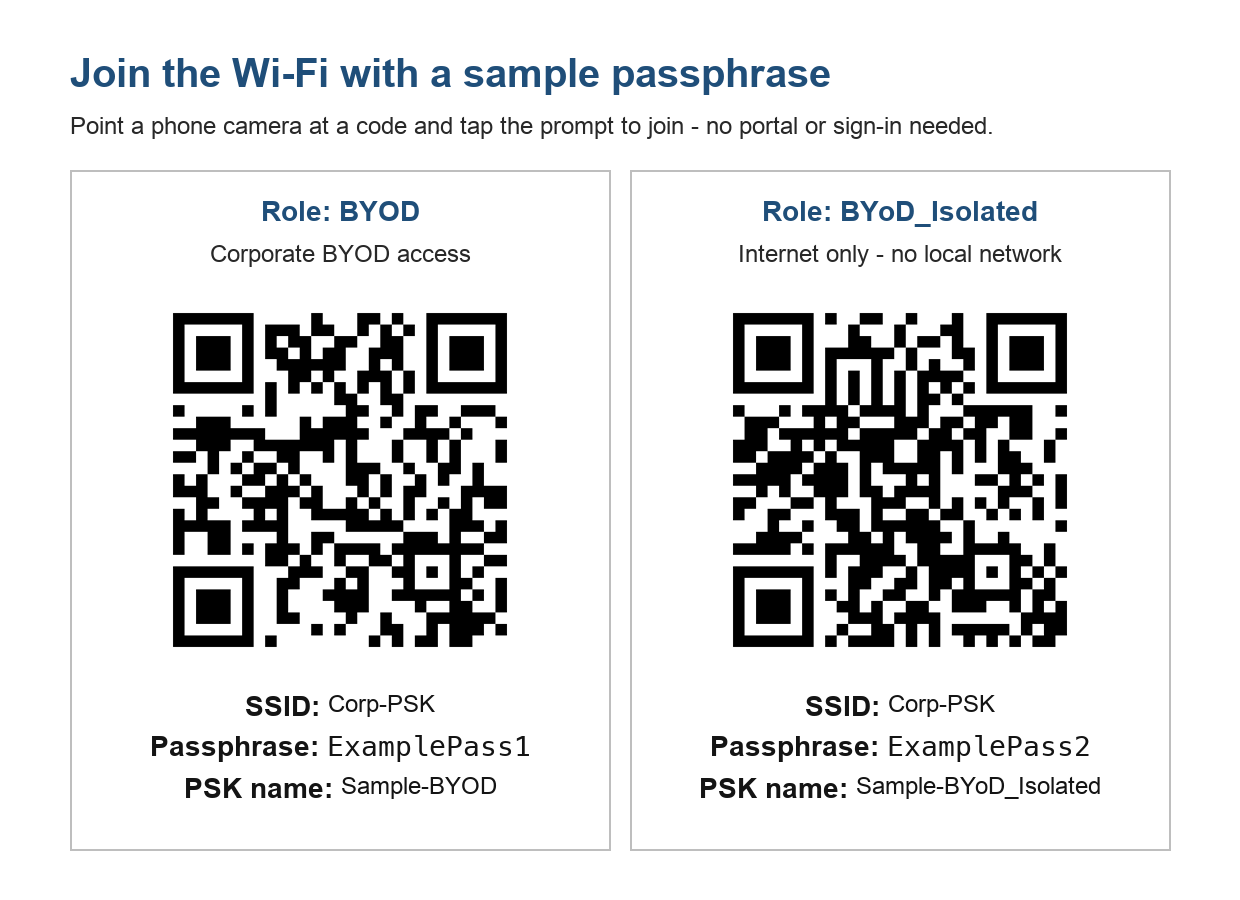 Join the Wi-Fi with a sample passphrase
Point a phone camera at a code and tap the prompt to join - no portal or sign-in needed.
Role: BYOD
Corporate BYOD access
SSID: Corp-PSK
Passphrase: ExamplePass1
PSK name: Sample-BYOD
Role: BYoD_Isolated
Internet only - no local network
SSID: Corp-PSK
Passphrase: ExamplePass2
PSK name: Sample-BYoD_Isolated